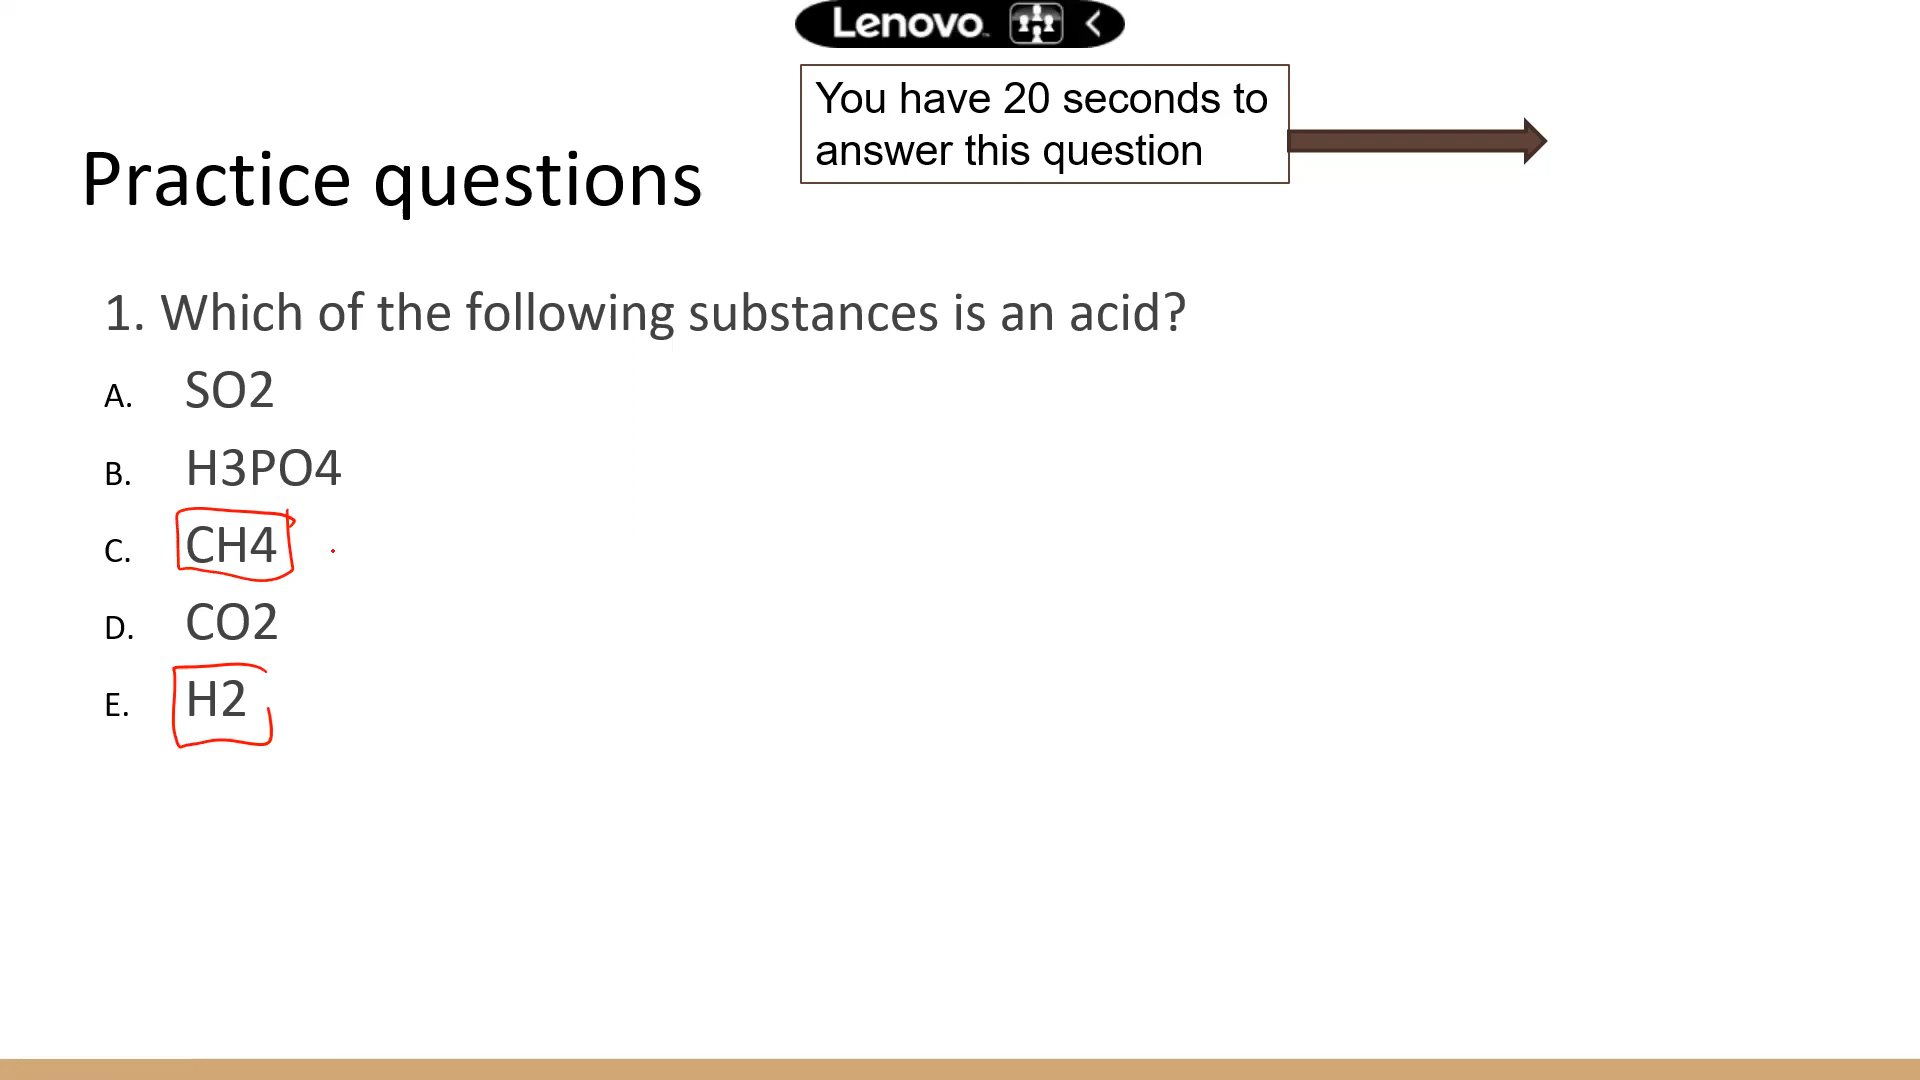 Lenovo
You have 20 seconds to
answer this question
Practice questions
1. Which of the following substances is an acid?
A. SO2
B. H3PO4
C. CH4
D. CO2
E. H2